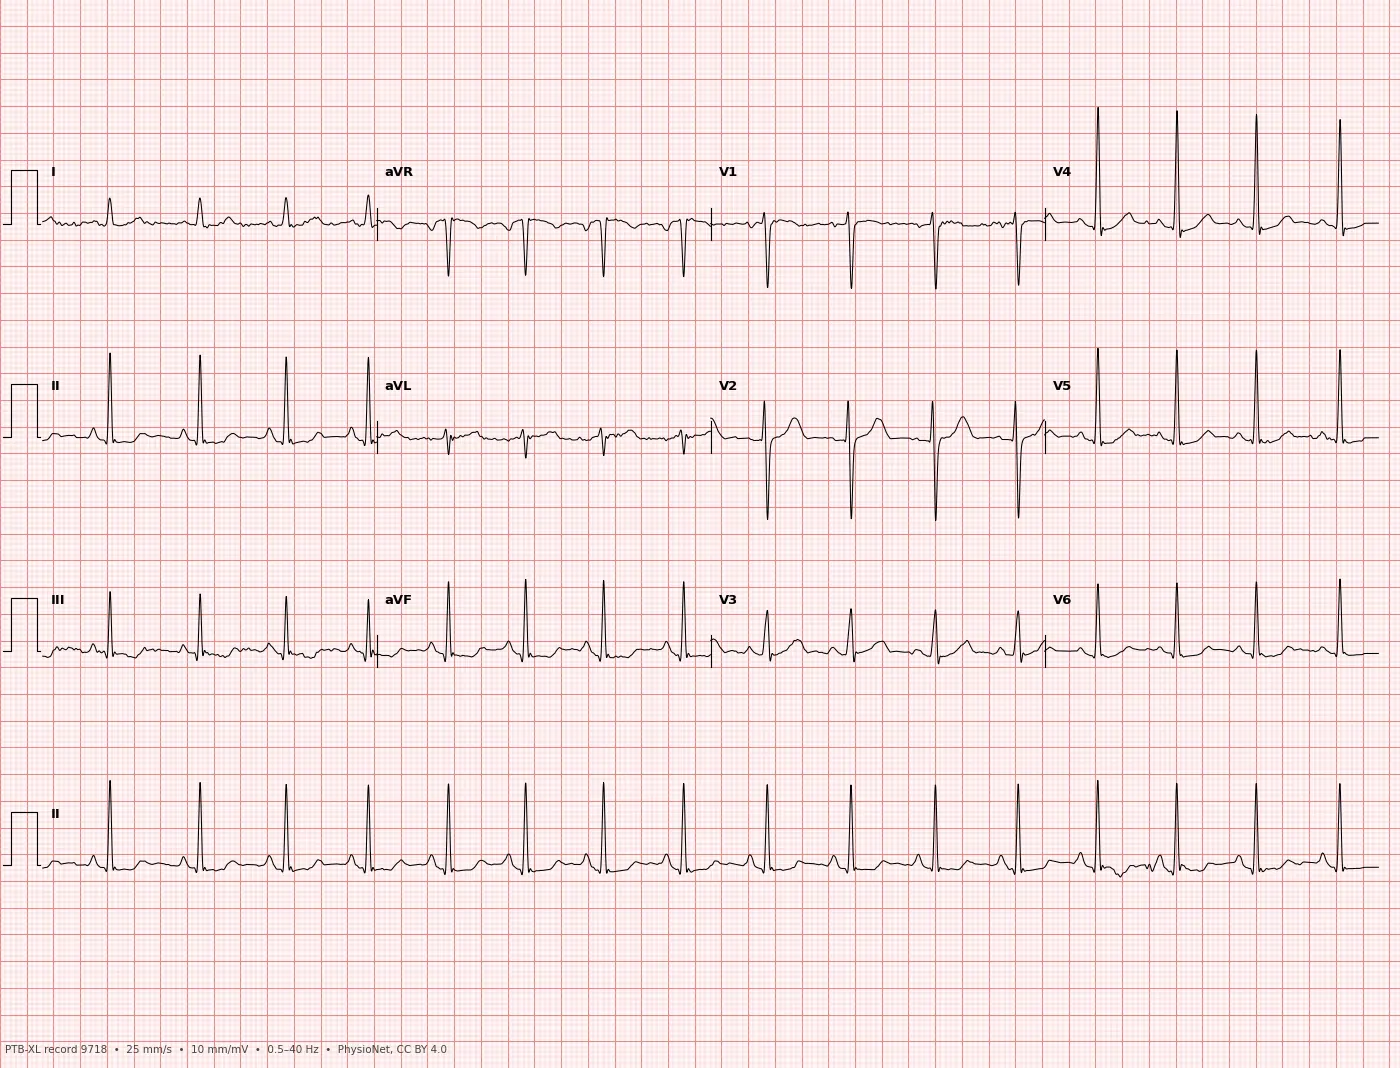 I aVR V1 V4
II aVL V2 V5
III aVF V3 V6
II
PTB-XL record 9718 • 25 mm/s • 10 mm/mV • 0.5–40 Hz • PhysioNet, CC BY 4.0